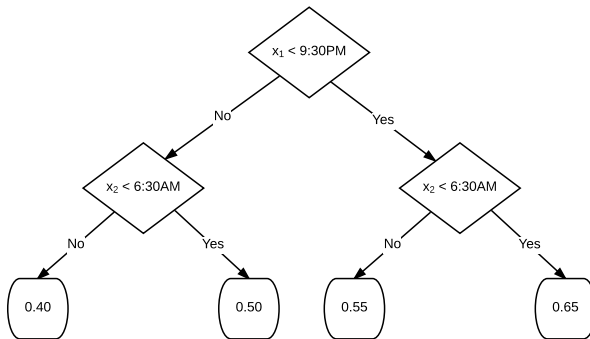 x₁ < 9:30PM
No
Yes
x₂ < 6:30AM
x₂ < 6:30AM
No
Yes
No
Yes
0.40
0.50
0.55
0.65